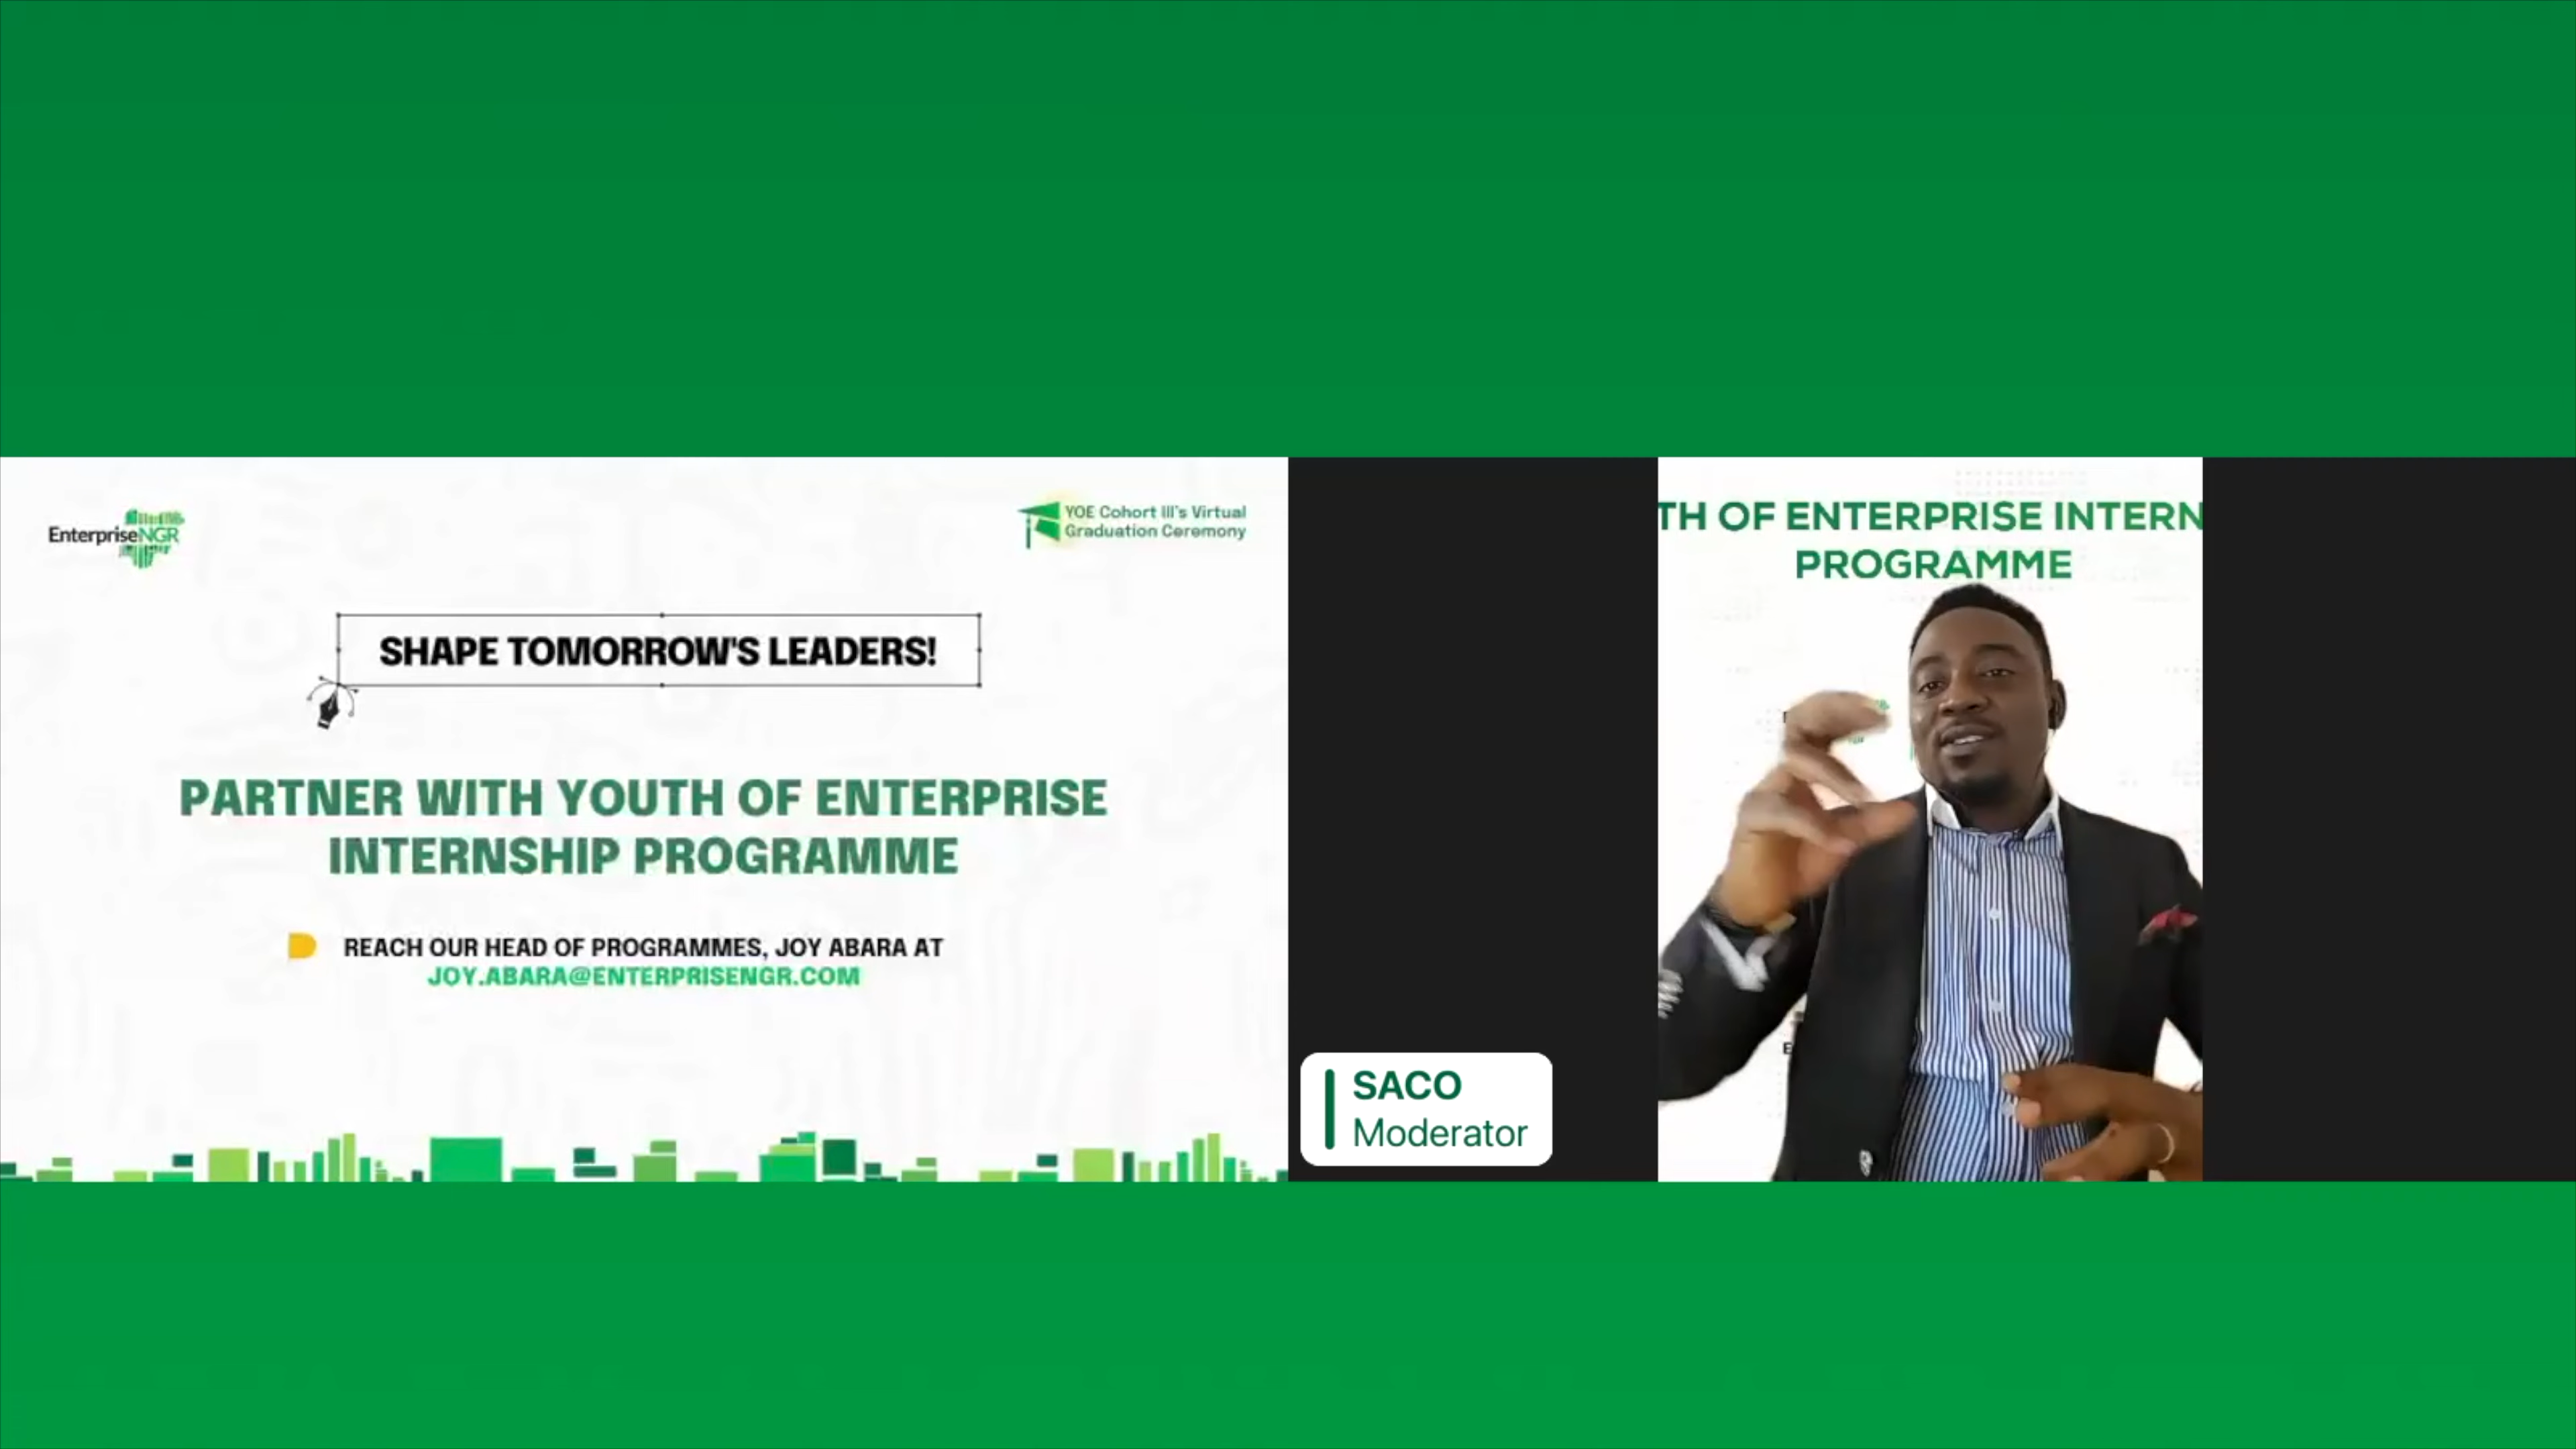 EnterpriseNGR
YOE Cohort III's Virtual
Graduation Ceremony
SHAPE TOMORROW'S LEADERS!
PARTNER WITH YOUTH OF ENTERPRISE
INTERNSHIP PROGRAMME
REACH OUR HEAD OF PROGRAMMES, JOY ABARA AT
JOY.ABARA@ENTERPRISENGR.COM
TH OF ENTERPRISE INTERN
PROGRAMME
SACO
Moderator